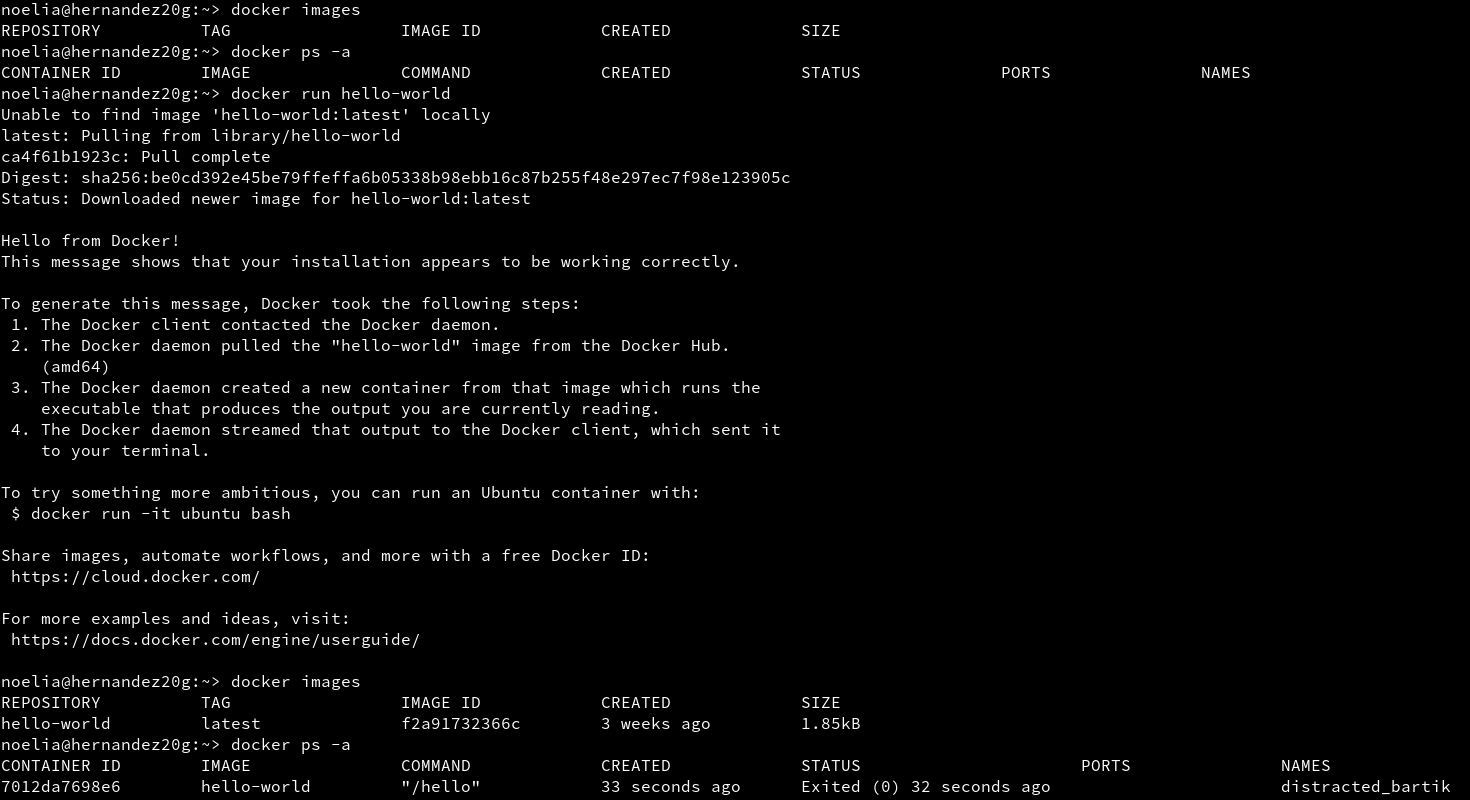 noelia@hernandez20g:~> docker images
REPOSITORY          TAG                 IMAGE ID            CREATED             SIZE
noelia@hernandez20g:~> docker ps -a
CONTAINER ID        IMAGE               COMMAND             CREATED             STATUS              PORTS               NAMES
noelia@hernandez20g:~> docker run hello-world
Unable to find image 'hello-world:latest' locally
latest: Pulling from library/hello-world
ca4f61b1923c: Pull complete
Digest: sha256:be0cd392e45be79ffeffa6b05338b98ebb16c87b255f48e297ec7f98e123905c
Status: Downloaded newer image for hello-world:latest

Hello from Docker!
This message shows that your installation appears to be working correctly.

To generate this message, Docker took the following steps:
 1. The Docker client contacted the Docker daemon.
 2. The Docker daemon pulled the "hello-world" image from the Docker Hub.
    (amd64)
 3. The Docker daemon created a new container from that image which runs the
    executable that produces the output you are currently reading.
 4. The Docker daemon streamed that output to the Docker client, which sent it
    to your terminal.

To try something more ambitious, you can run an Ubuntu container with:
 $ docker run -it ubuntu bash

Share images, automate workflows, and more with a free Docker ID:
 https://cloud.docker.com/

For more examples and ideas, visit:
 https://docs.docker.com/engine/userguide/

noelia@hernandez20g:~> docker images
REPOSITORY          TAG                 IMAGE ID            CREATED             SIZE
hello-world         latest              f2a91732366c        3 weeks ago         1.85kB
noelia@hernandez20g:~> docker ps -a
CONTAINER ID        IMAGE               COMMAND             CREATED             STATUS                      PORTS               NAMES
7012da7698e6        hello-world         "/hello"            33 seconds ago      Exited (0) 32 seconds ago                       distracted_bartik